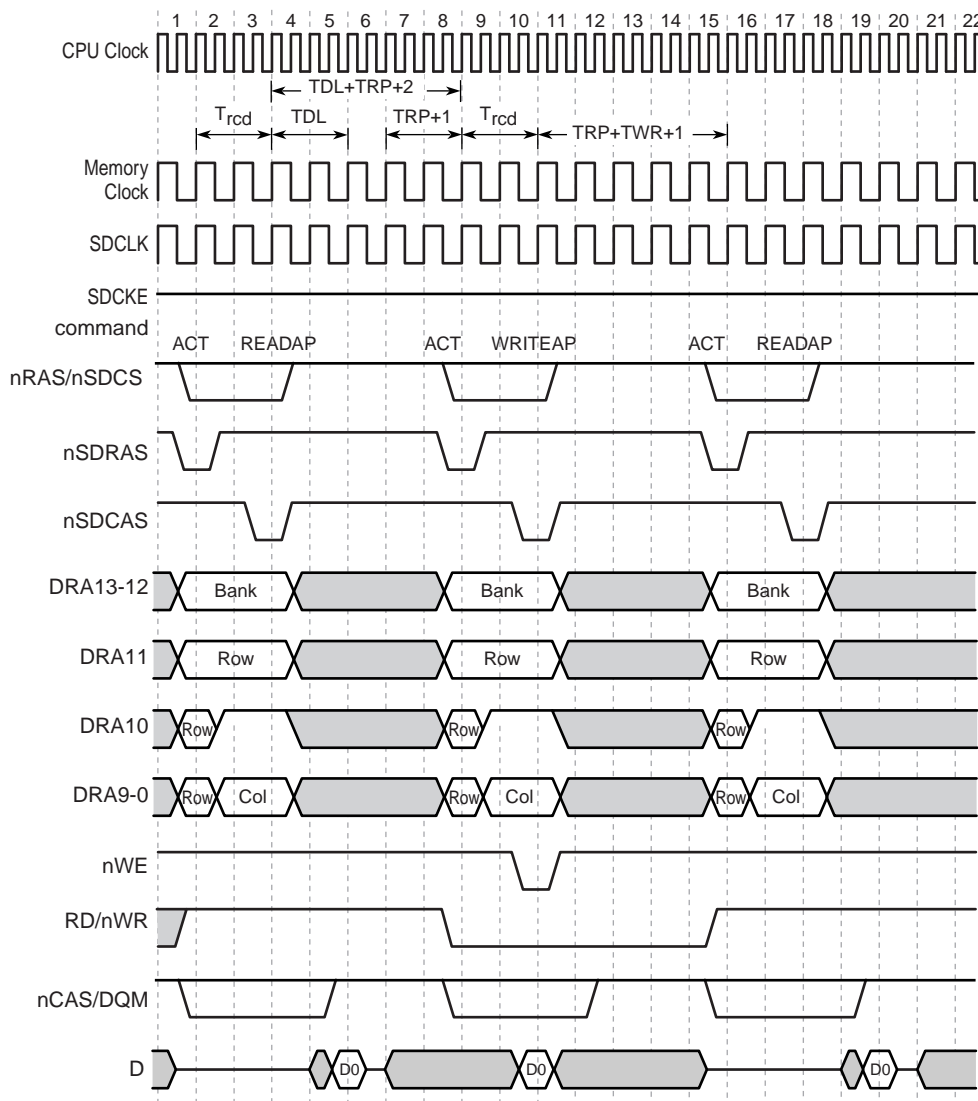 1 2 3 4 5 6 7 8 9 10 11 12 13 14 15 16 17 18 19 20 21 22
CPU Clock
TDL+TRP+2
Trcd TDL TRP+1 Trcd TRP+TWR+1
Memory
Clock
SDCLK
SDCKE
command
ACT READAP ACT WRITEAP ACT READAP
nRAS/nSDCS
nSDRAS
nSDCAS
DRA13-12 Bank Bank Bank
DRA11 Row Row Row
DRA10 Row Row Row
DRA9-0 Row Col Row Col Row Col
nWE
RD/nWR
nCAS/DQM
D D0 D0 D0